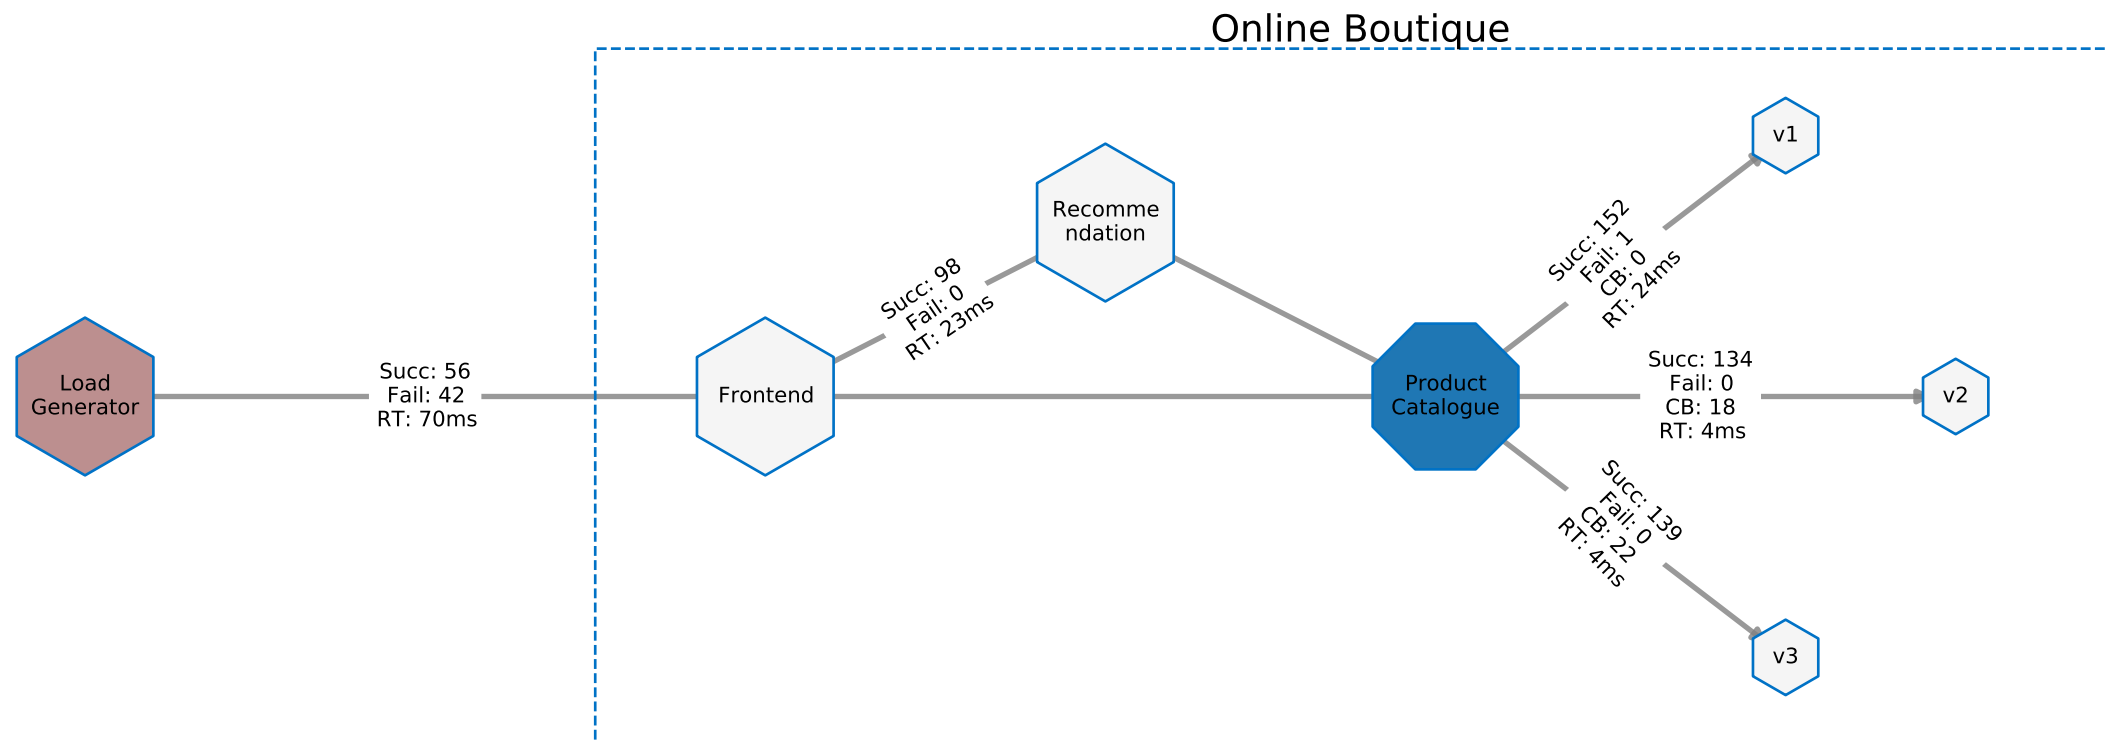 Online Boutique
Load
Generator
Succ: 56
Fail: 42
RT: 70ms
Frontend
Succ: 98
Fail: 0
RT: 23ms
Recomme
ndation
Product
Catalogue
Succ: 152
Fail: 1
CB: 0
RT: 24ms
v1
Succ: 134
Fail: 0
CB: 18
RT: 4ms
v2
Succ: 139
Fail: 0
CB: 22
RT: 4ms
v3